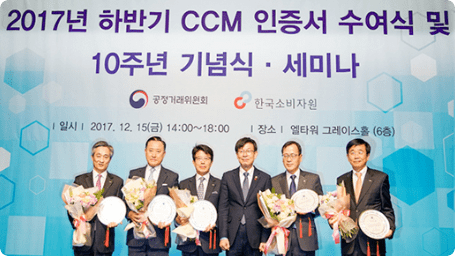 2017년 하반기 CCM 인증서 수여식 및
10주년 기념식 · 세미나
공정거래위원회 한국소비자원
| 일시 | 2017. 12. 15(금) 14:00~18:00 | 장소 | 엘타워 그레이스홀 (6층)